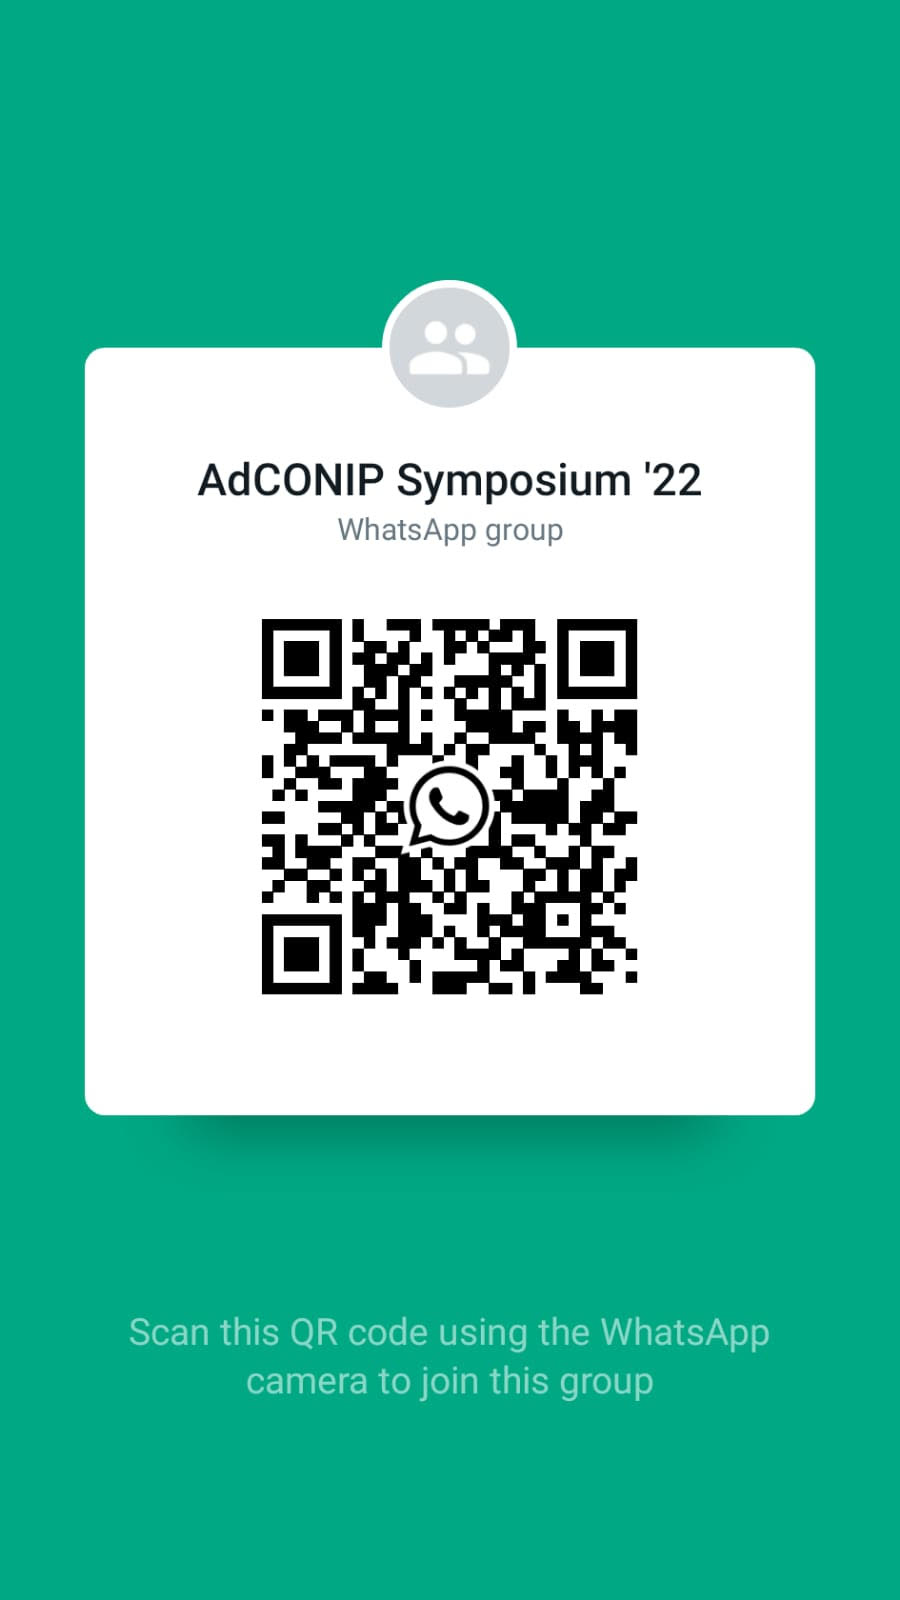 AdCONIP Symposium '22
WhatsApp group
Scan this QR code using the WhatsApp
camera to join this group